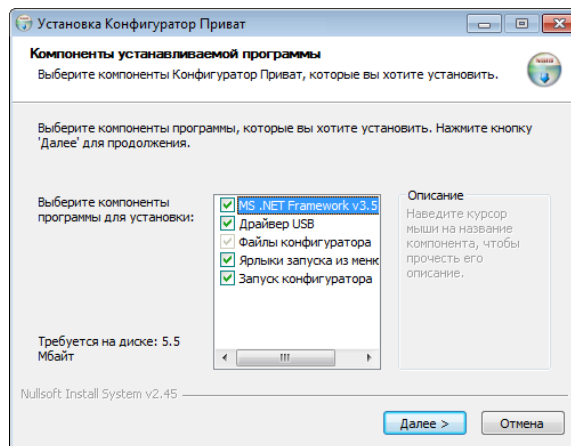 Установка Конфигуратор Приват
Компоненты устанавливаемой программы
Выберите компоненты Конфигуратор Приват, которые вы хотите установить.
Выберите компоненты программы, которые вы хотите установить. Нажмите кнопку
'Далее' для продолжения.
Выберите компоненты
программы для установки:
MS .NET Framework v3.5
Драйвер USB
Файлы конфигуратора
Ярлыки запуска из менк
Запуск конфигуратора
Описание
Наведите курсор
мыши на название
компонента, чтобы
прочесть его
описание.
Требуется на диске: 5.5
Мбайт
Nullsoft Install System v2.45
Далее >
Отмена